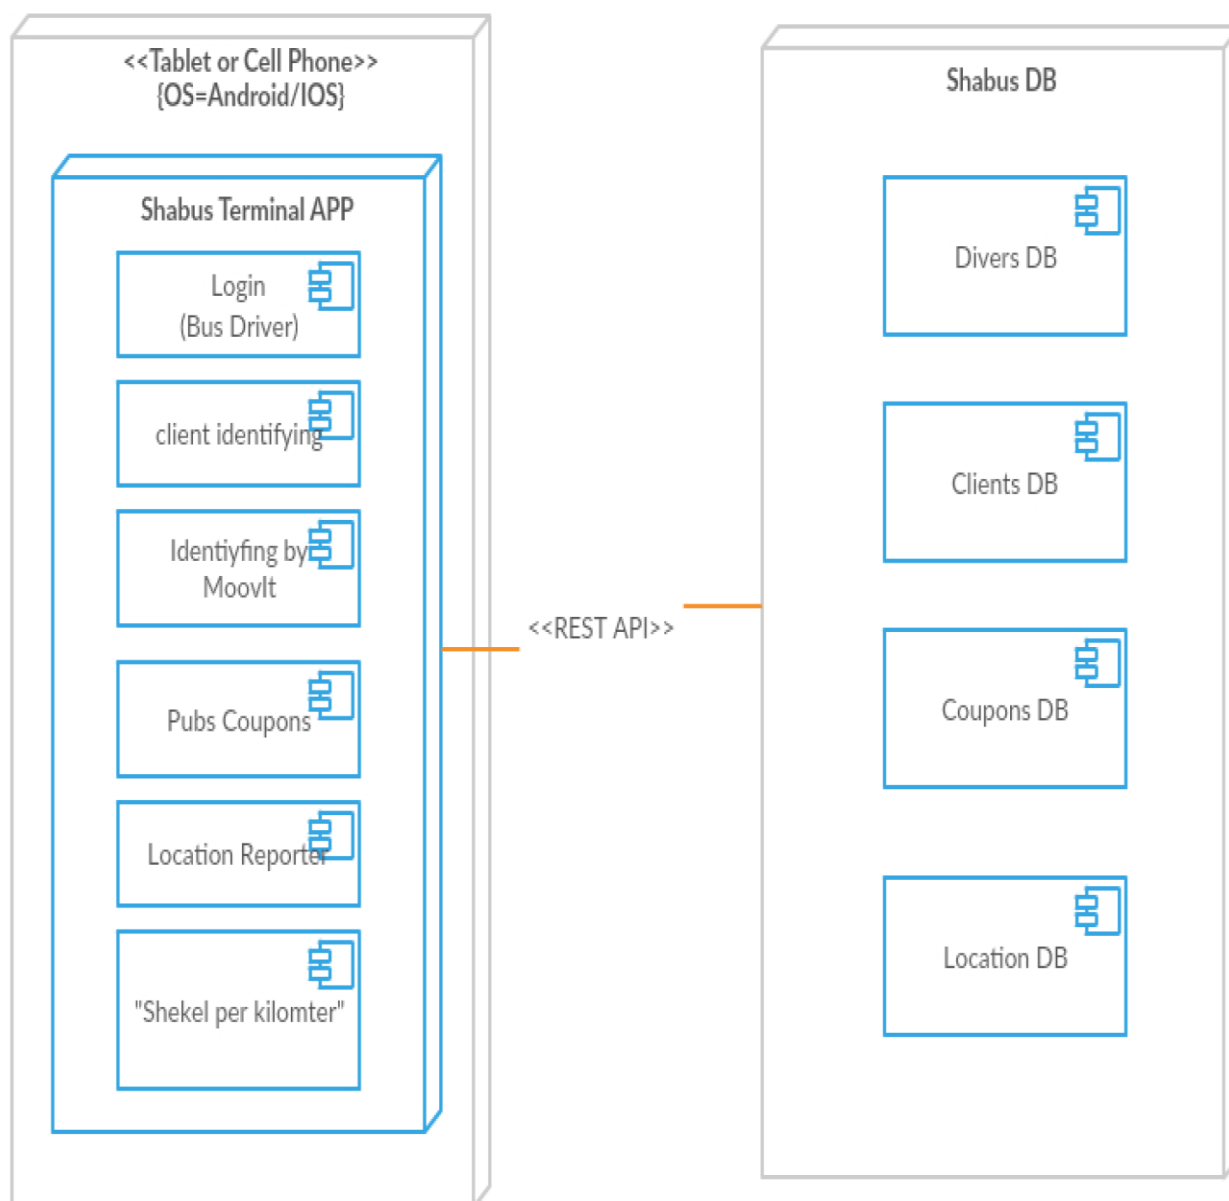 <<Tablet or Cell Phone>>
{OS=Android/IOS}
Shabus Terminal APP
Login
(Bus Driver)
client identifying
Identiyfing by
MoovIt
Pubs Coupons
Location Reporter
"Shekel per kilomter"
<<REST API>>
Shabus DB
Divers DB
Clients DB
Coupons DB
Location DB